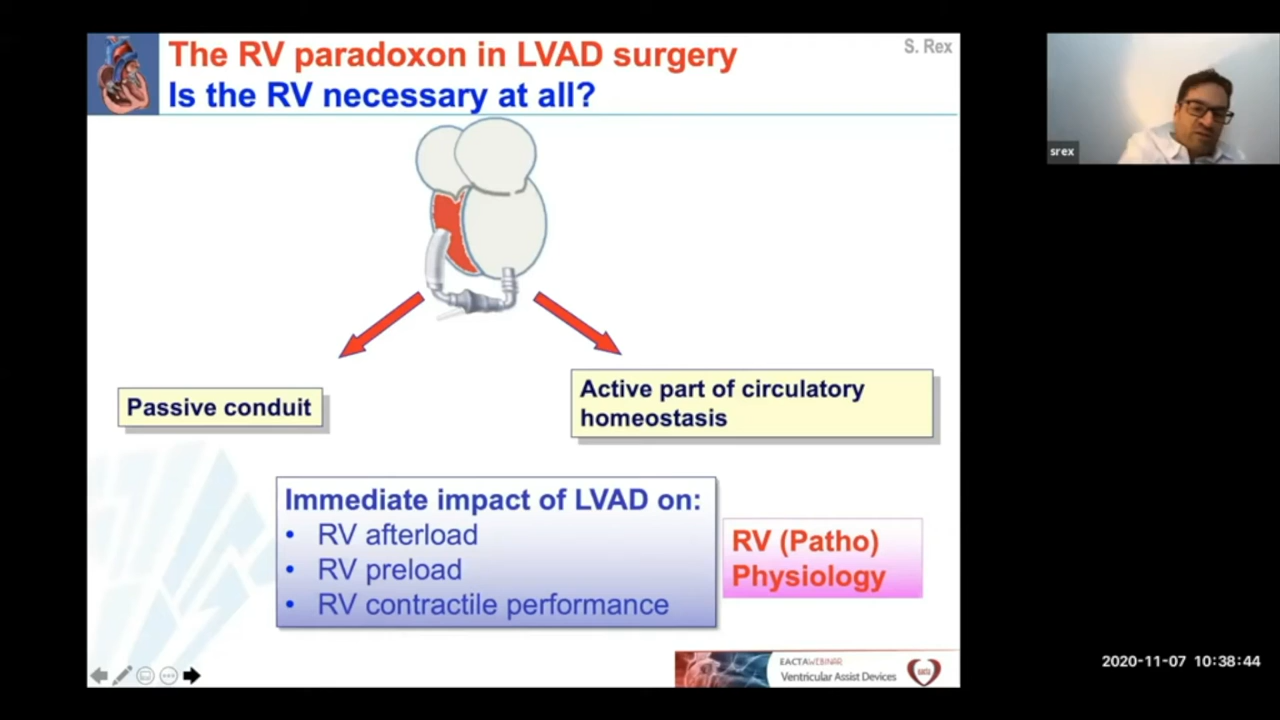 The RV paradoxon in LVAD surgery
S. Rex
Is the RV necessary at all?
srex
Passive conduit
Active part of circulatory
homeostasis
Immediate impact of LVAD on:
• RV afterload
• RV preload
• RV contractile performance
RV (Patho)
Physiology
EACTAWEBINAR
Ventricular Assist Devices
eacta
2020-11-07 10:38:44